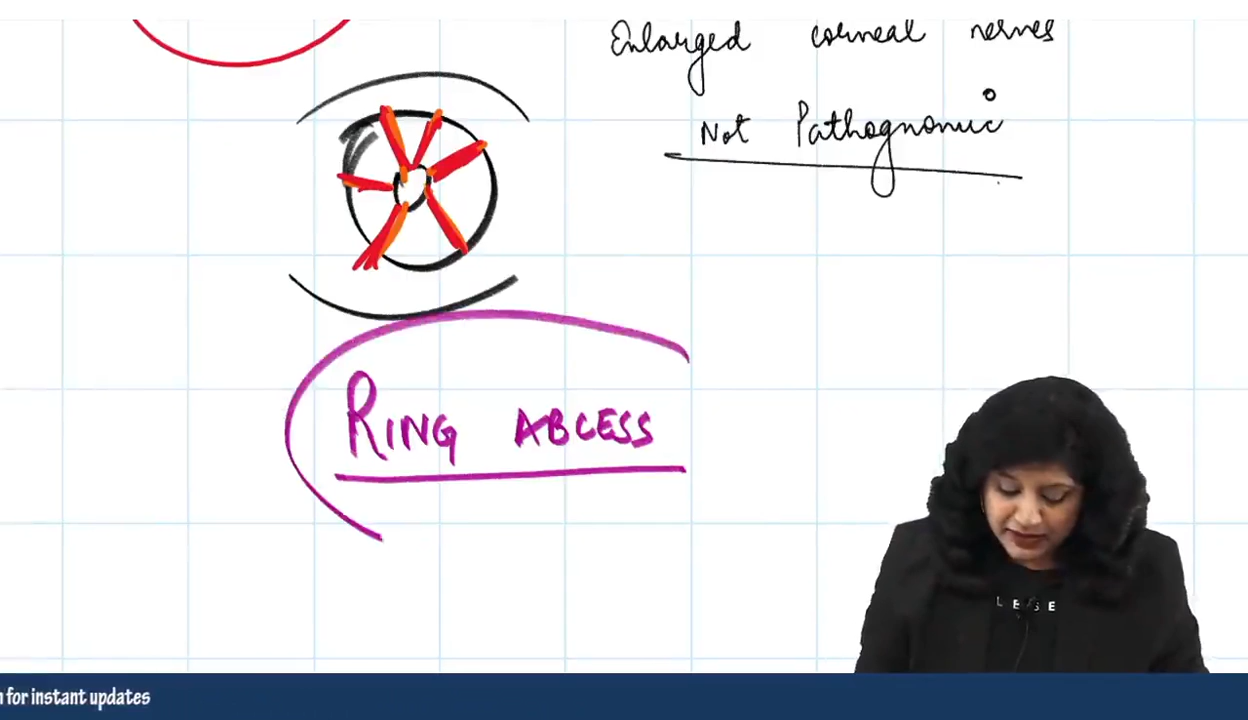 Enlarged corneal nerves
Not Pathognomic
RING ABCESS
L E S E
n for instant updates